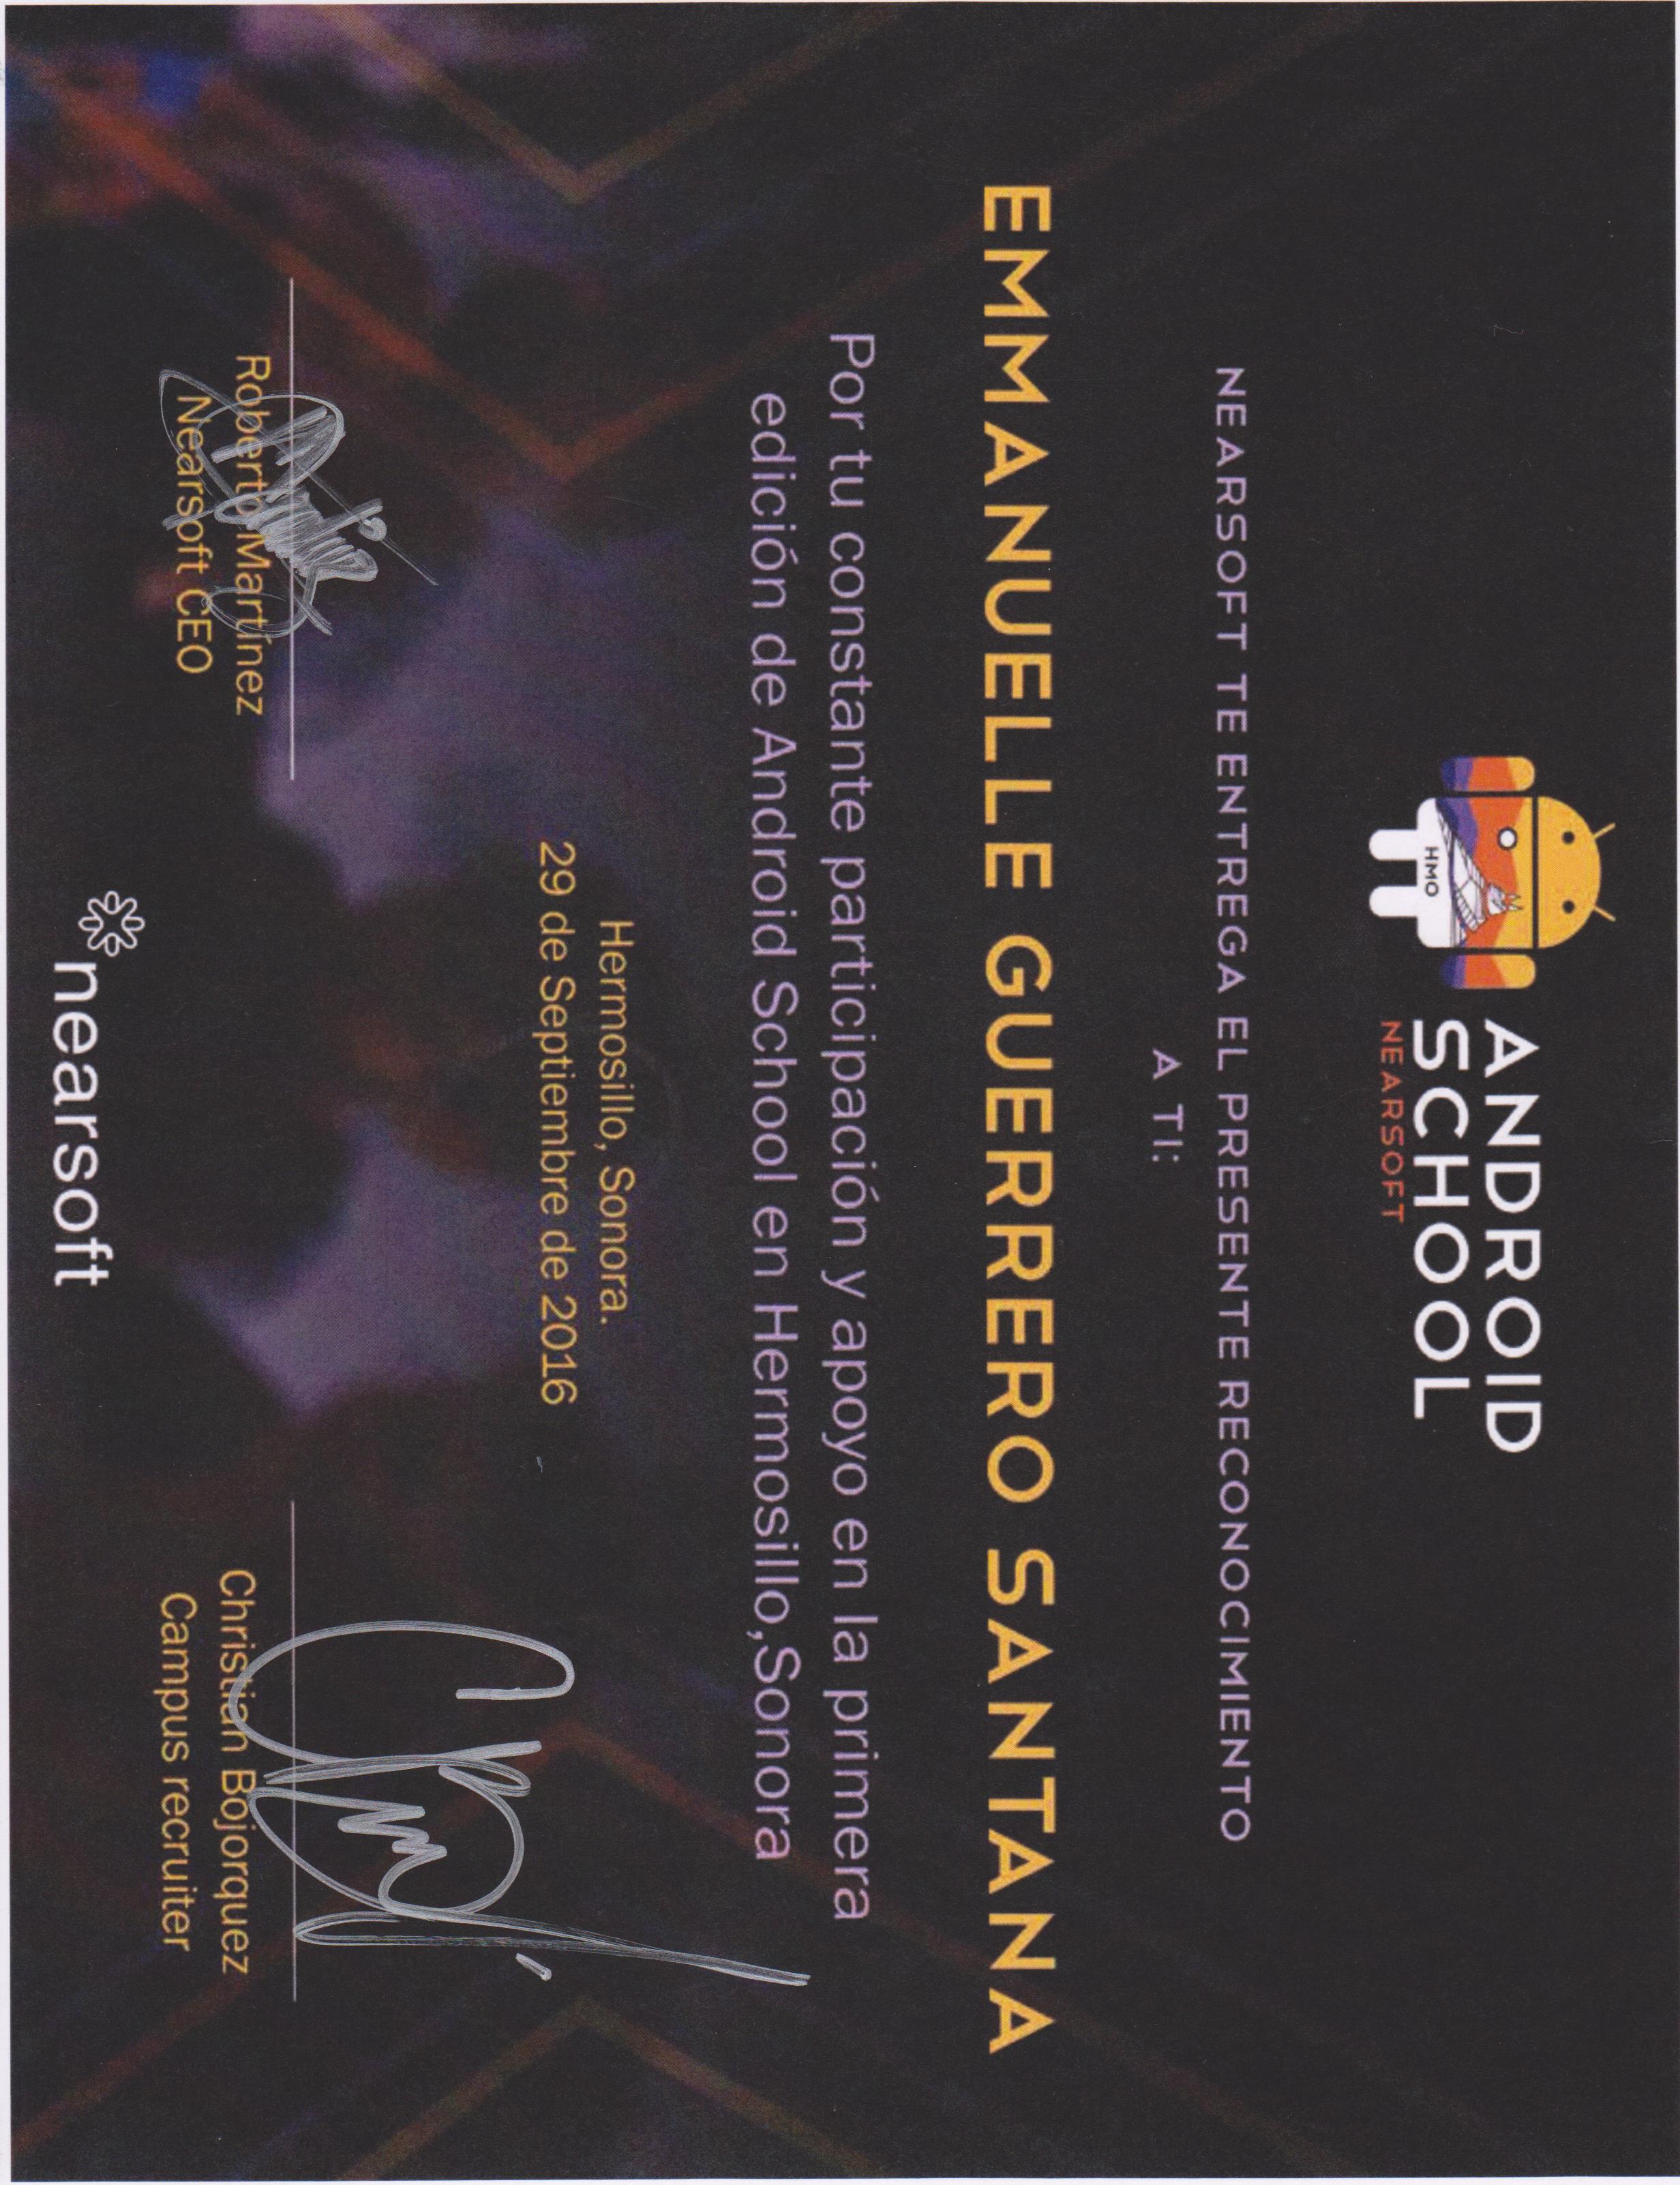 ANDROID
SCHOOL
NEARSOFT
HMO
NEARSOFT TE ENTREGA EL PRESENTE RECONOCIMIENTO
A TI:
EMMANUELLE GUERRERO SANTANA
Por tu constante participación y apoyo en la primera
edición de Android School en Hermosillo,Sonora
Hermosillo, Sonora.
29 de Septiembre de 2016
Roberto Martínez
Nearsoft CEO
Christian Bojorquez
Campus recruiter
nearsoft